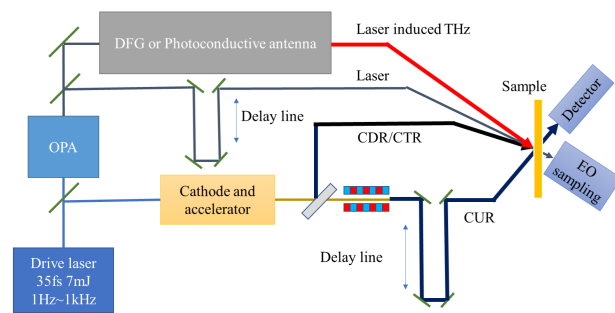 DFG or Photoconductive antenna
Laser induced THz
Laser
Sample
Detector
Delay line
OPA
CDR/CTR
EO
sampling
Cathode and
accelerator
CUR
Delay line
Drive laser
35fs 7mJ
1Hz~1kHz